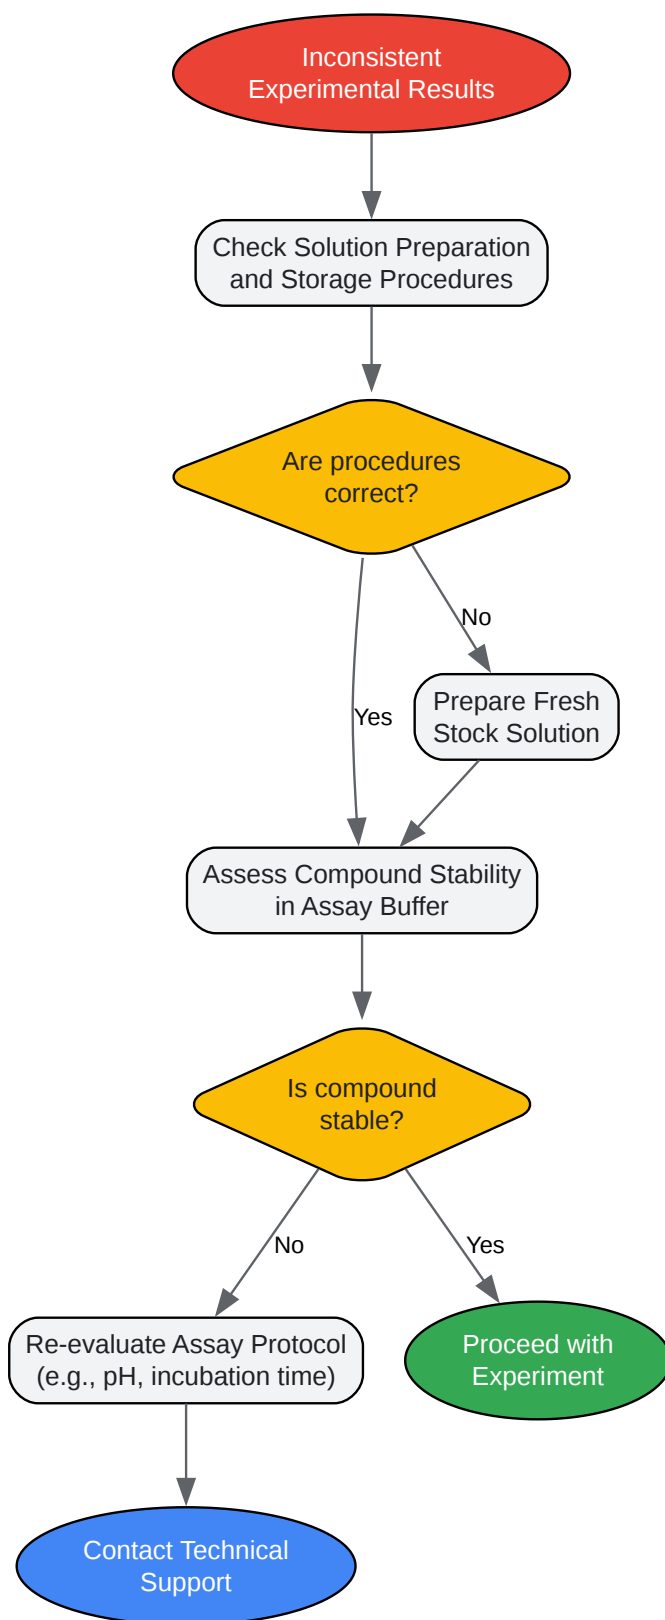 Inconsistent
Experimental Results
Check Solution Preparation
and Storage Procedures
Are procedures
correct?
No
Yes
Prepare Fresh
Stock Solution
Assess Compound Stability
in Assay Buffer
Is compound
stable?
No
Yes
Re-evaluate Assay Protocol
(e.g., pH, incubation time)
Proceed with
Experiment
Contact Technical
Support